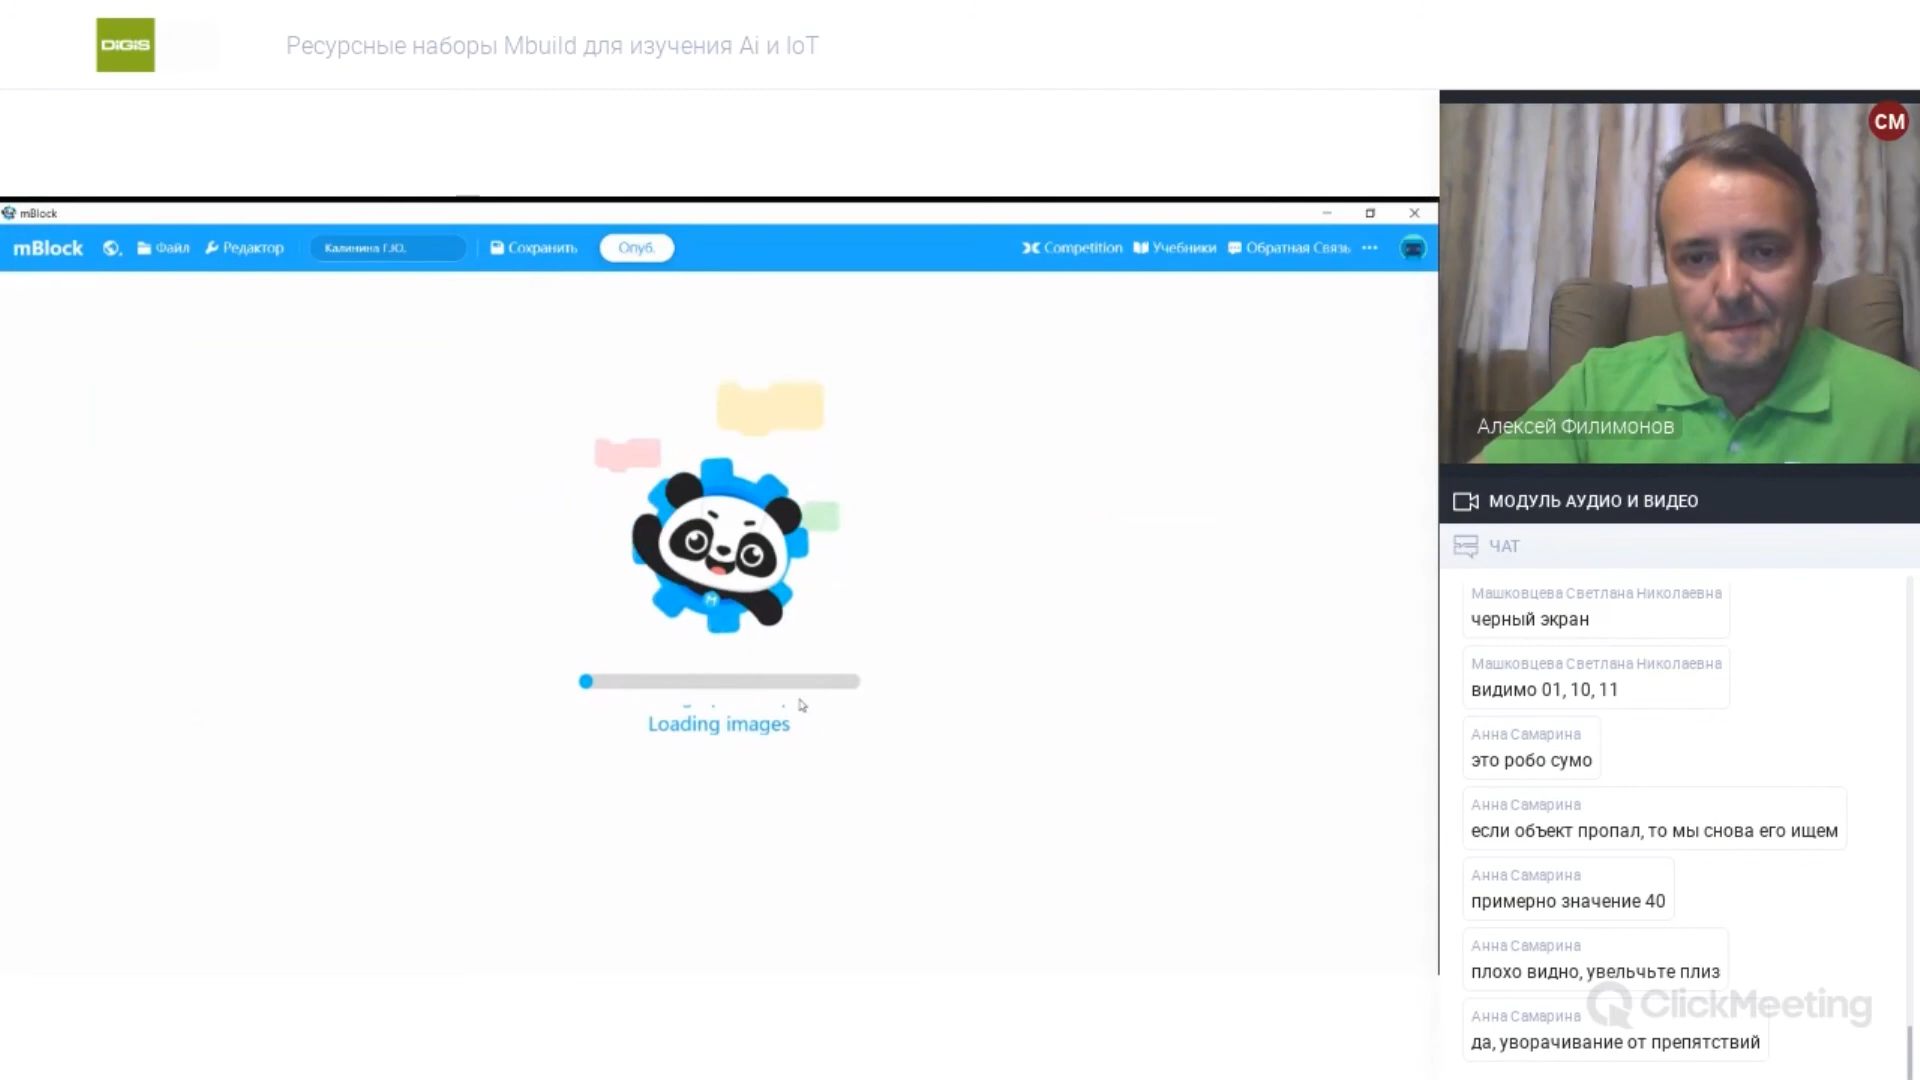 DIGIS
Ресурсные наборы Mbuild для изучения Ai и IoT
mBlock
mBlock
Файл
Редактор
Калинина Г.Ю.
Сохранить
Опуб.
Competition
Учебники
Обратная Связь
Loading images
CM
Алексей Филимонов
МОДУЛЬ АУДИО И ВИДЕО
ЧАТ
Машковцева Светлана Николаевна
черный экран
Машковцева Светлана Николаевна
видимо 01, 10, 11
Анна Самарина
это робо сумо
Анна Самарина
если объект пропал, то мы снова его ищем
Анна Самарина
примерно значение 40
Анна Самарина
плохо видно, увельчьте плиз
ClickMeeting
Анна Самарина
да, уворачивание от препятствий